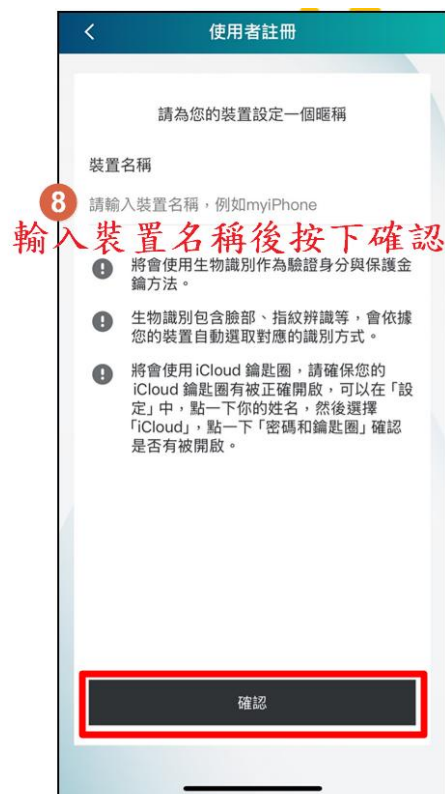 使用者註冊
請為您的裝置設定一個暱稱
裝置名稱
8
請輸入裝置名稱，例如myiPhone
輸入裝置名稱後按下確認
將會使用生物識別作為驗證身分與保護金
鑰方法。
生物識別包含臉部、指紋辨識等，會依據
您的裝置自動選取對應的識別方式。
將會使用iCloud 鑰匙圈，請確保您的
iCloud 鑰匙圈有被正確開啟，可以在「設
定」中，點一下你的姓名，然後選擇
「iCloud」，點一下「密碼和鑰匙圈」確認
是否有被開啟。
確認